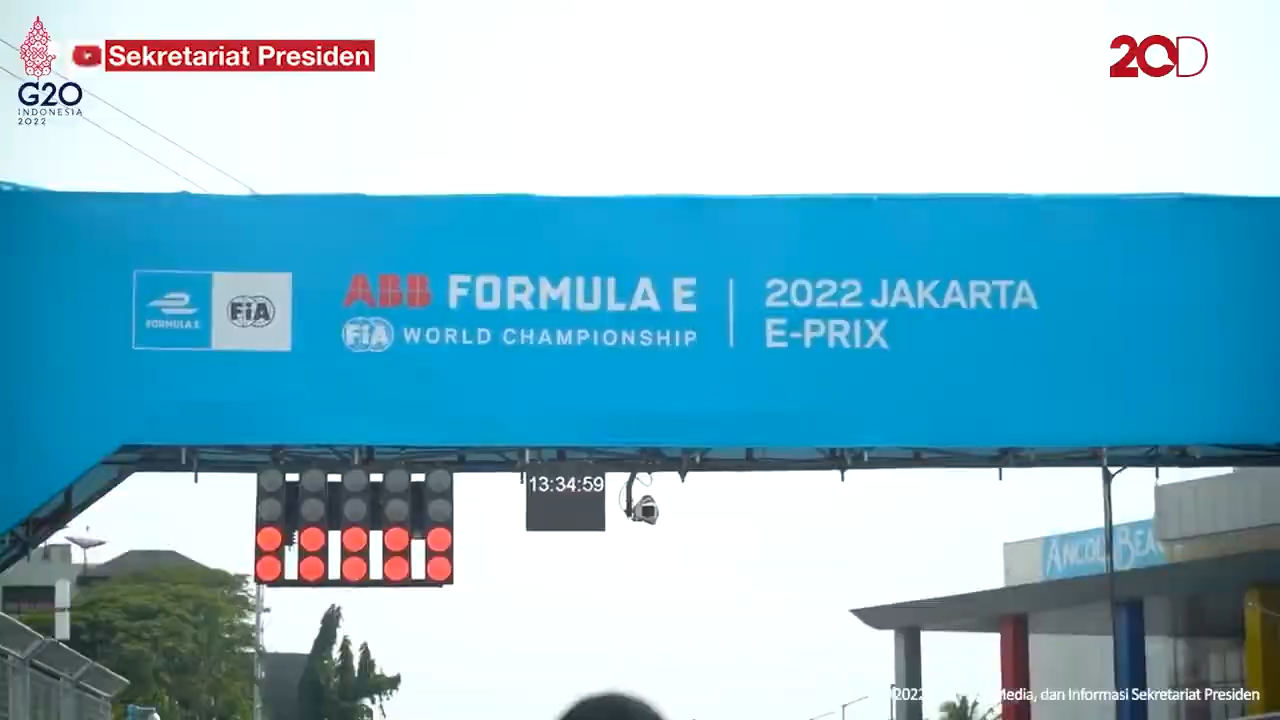 G20
INDONESIA
2022
Sekretariat Presiden
20D
FORMULA E
FIA
ABB FORMULA E
FIA WORLD CHAMPIONSHIP
2022 JAKARTA
E-PRIX
13:34:59
ANCOL
2022 Media, dan Informasi Sekretariat Presiden